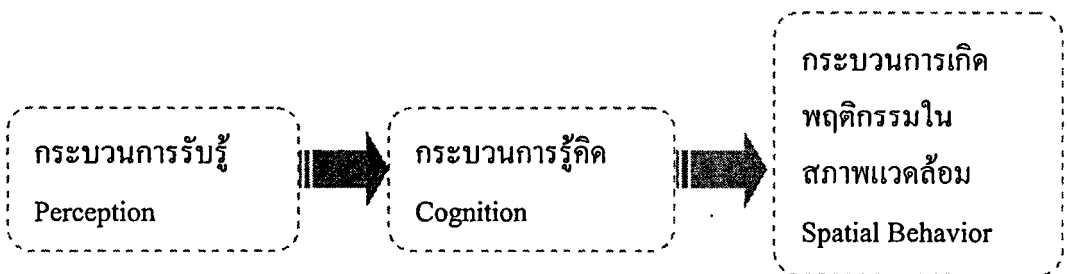 กระบวนการรับรู้
Perception
กระบวนการรู้คิด
Cognition
กระบวนการเกิด
พฤติกรรมใน
สภาพแวดล้อม
Spatial Behavior